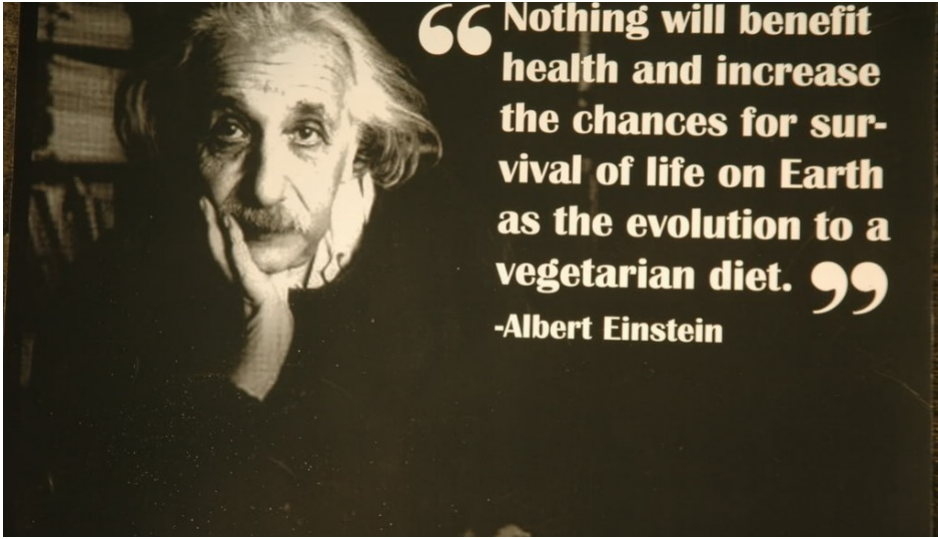 “Nothing will benefit
health and increase
the chances for sur-
vival of life on Earth
as the evolution to a
vegetarian diet.”
-Albert Einstein